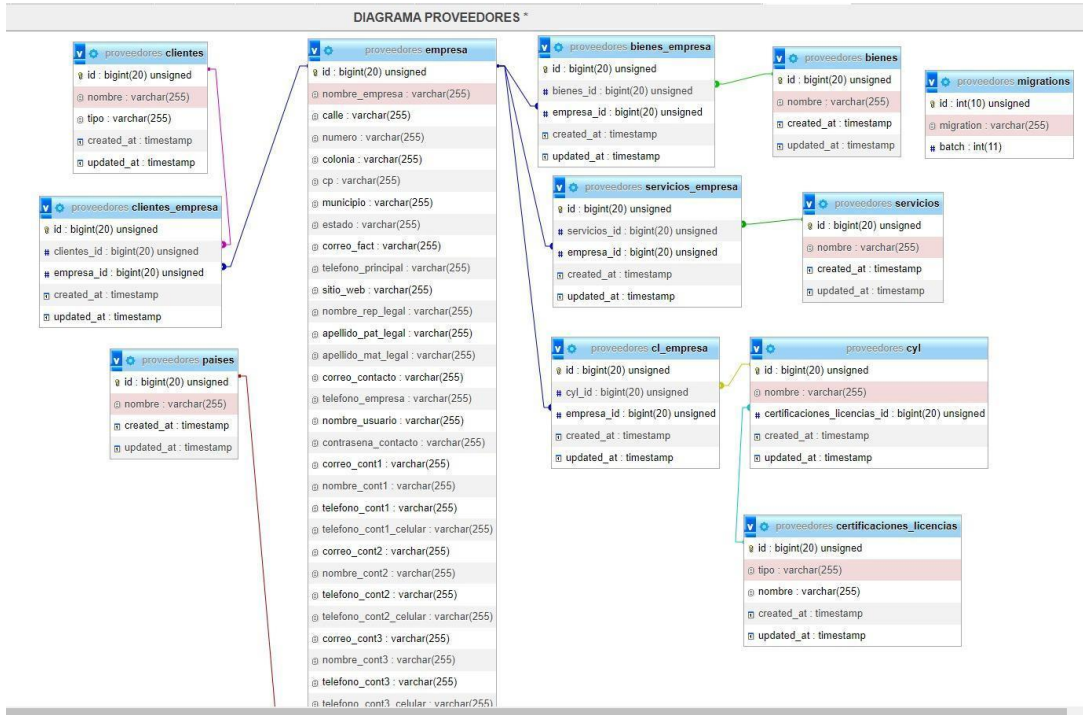 DIAGRAMA PROVEEDORES *
proveedores clientes
id : bigint(20) unsigned
nombre : varchar(255)
tipo : varchar(255)
created_at : timestamp
updated_at : timestamp
proveedores clientes_empresa
id : bigint(20) unsigned
# clientes_id : bigint(20) unsigned
# empresa_id : bigint(20) unsigned
created_at : timestamp
updated_at : timestamp
proveedores paises
id : bigint(20) unsigned
nombre : varchar(255)
created_at : timestamp
updated_at : timestamp
proveedores empresa
id : bigint(20) unsigned
nombre_empresa : varchar(255)
calle : varchar(255)
numero : varchar(255)
colonia : varchar(255)
cp : varchar(255)
municipio : varchar(255)
estado : varchar(255)
correo_fact : varchar(255)
telefono_principal : varchar(255)
sitio_web : varchar(255)
nombre_rep_legal : varchar(255)
apellido_pat_legal : varchar(255)
apellido_mat_legal : varchar(255)
correo_contacto : varchar(255)
telefono_empresa : varchar(255)
nombre_usuario : varchar(255)
contrasena_contacto : varchar(255)
correo_cont1 : varchar(255)
nombre_cont1 : varchar(255)
telefono_cont1 : varchar(255)
telefono_cont1_celular : varchar(255)
correo_cont2 : varchar(255)
nombre_cont2 : varchar(255)
telefono_cont2 : varchar(255)
telefono_cont2_celular : varchar(255)
correo_cont3 : varchar(255)
nombre_cont3 : varchar(255)
telefono_cont3 : varchar(255)
telefono_cont3_celular : varchar(255)
proveedores bienes_empresa
id : bigint(20) unsigned
# bienes_id : bigint(20) unsigned
# empresa_id : bigint(20) unsigned
created_at : timestamp
updated_at : timestamp
proveedores bienes
id : bigint(20) unsigned
nombre : varchar(255)
created_at : timestamp
updated_at : timestamp
proveedores migrations
id : int(10) unsigned
migration : varchar(255)
# batch : int(11)
proveedores servicios_empresa
id : bigint(20) unsigned
# servicios_id : bigint(20) unsigned
# empresa_id : bigint(20) unsigned
created_at : timestamp
updated_at : timestamp
proveedores servicios
id : bigint(20) unsigned
nombre : varchar(255)
created_at : timestamp
updated_at : timestamp
proveedores cl_empresa
id : bigint(20) unsigned
# cyl_id : bigint(20) unsigned
# empresa_id : bigint(20) unsigned
created_at : timestamp
updated_at : timestamp
proveedores cyl
id : bigint(20) unsigned
nombre : varchar(255)
# certificaciones_licencias_id : bigint(20) unsigned
created_at : timestamp
updated_at : timestamp
proveedores certificaciones_licencias
id : bigint(20) unsigned
tipo : varchar(255)
nombre : varchar(255)
created_at : timestamp
updated_at : timestamp